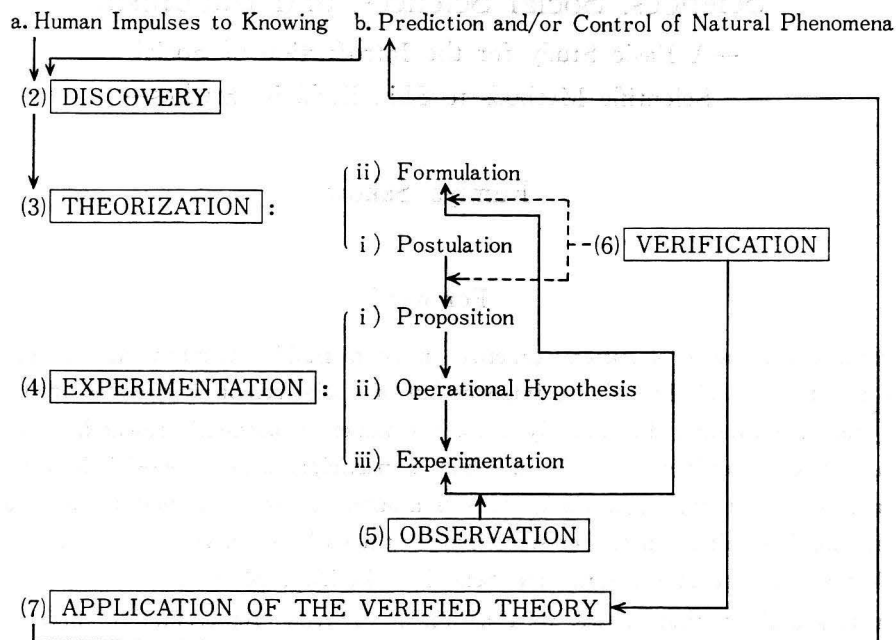 a. Human Impulses to Knowing b. Prediction and/or Control of Natural Phenomena
(2) DISCOVERY
ii) Formulation
(3) THEORIZATION :
i) Postulation
(6) VERIFICATION
i) Proposition
(4) EXPERIMENTATION : ii) Operational Hypothesis
iii) Experimentation
(5) OBSERVATION
(7) APPLICATION OF THE VERIFIED THEORY